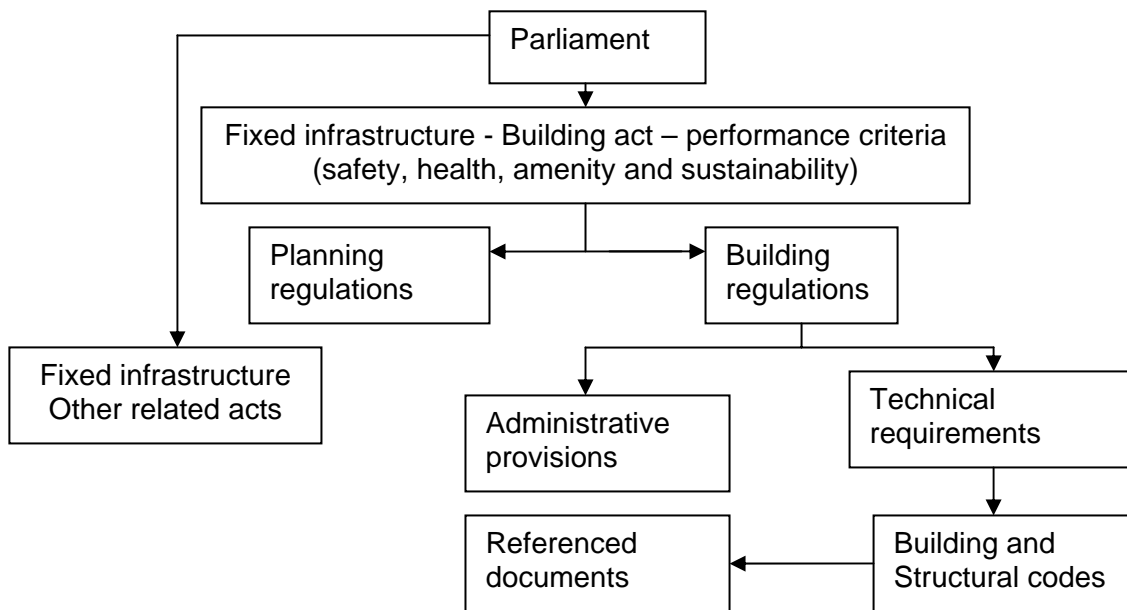 Parliament
Fixed infrastructure - Building act – performance criteria
(safety, health, amenity and sustainability)
Planning
regulations
Building
regulations
Fixed infrastructure
Other related acts
Administrative
provisions
Technical
requirements
Referenced
documents
Building and
Structural codes